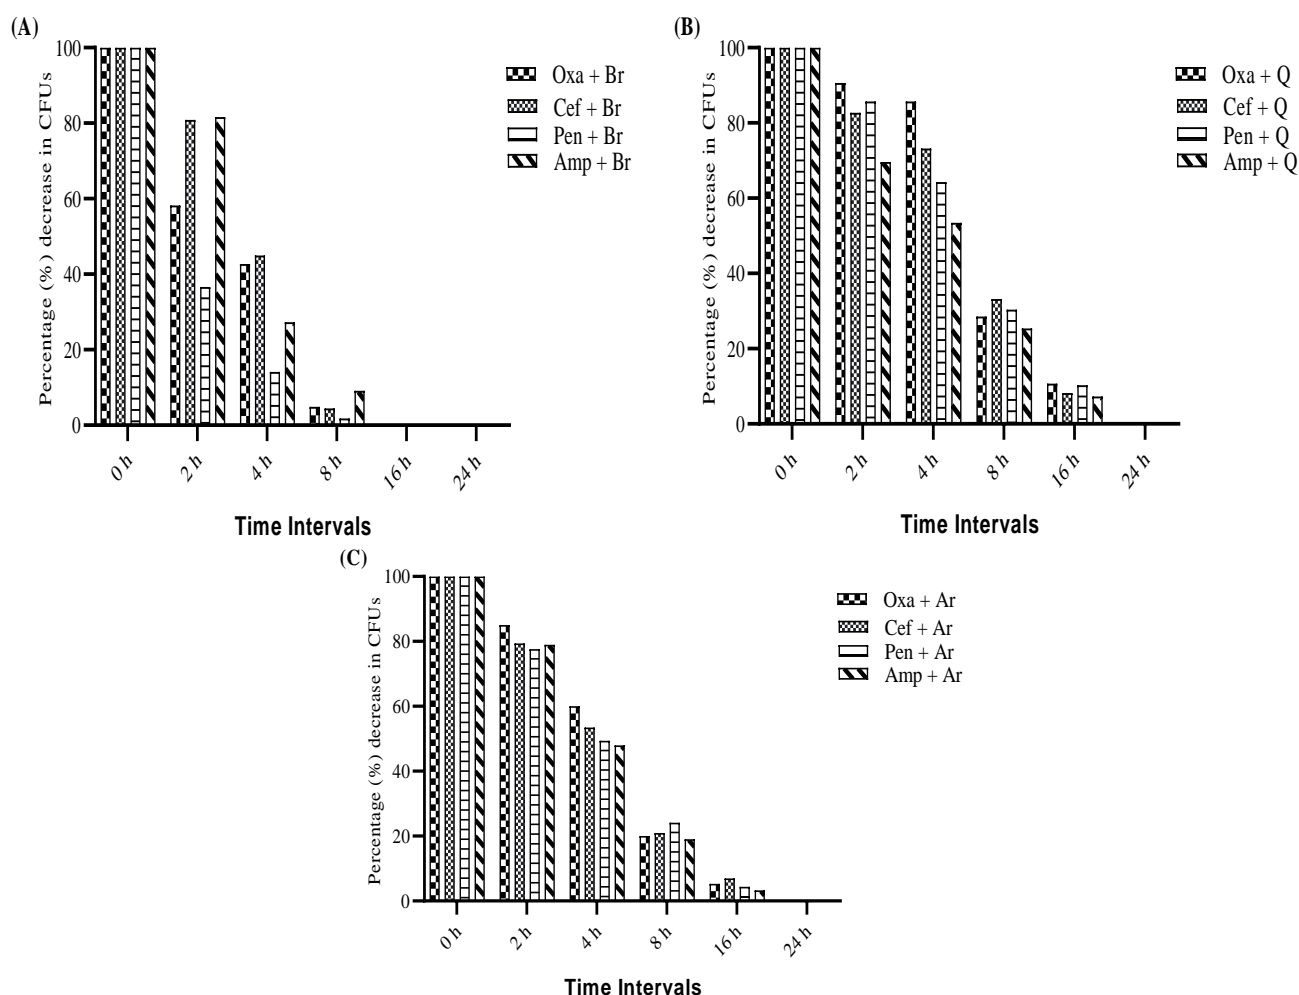 (A)
Percentage (%) decrease in CFUs
100
80
60
40
20
0
0 h
2 h
4 h
8 h
16 h
24 h
Time Intervals
Oxa + Br
Cef + Br
Pen + Br
Amp + Br
(B)
Percentage (%) decrease in CFUs
100
80
60
40
20
0
0 h
2 h
4 h
8 h
16 h
24 h
Time Intervals
Oxa + Q
Cef + Q
Pen + Q
Amp + Q
(C)
Percentage (%) decrease in CFUs
100
80
60
40
20
0
0 h
2 h
4 h
8 h
16 h
24 h
Time Intervals
Oxa + Ar
Cef + Ar
Pen + Ar
Amp + Ar